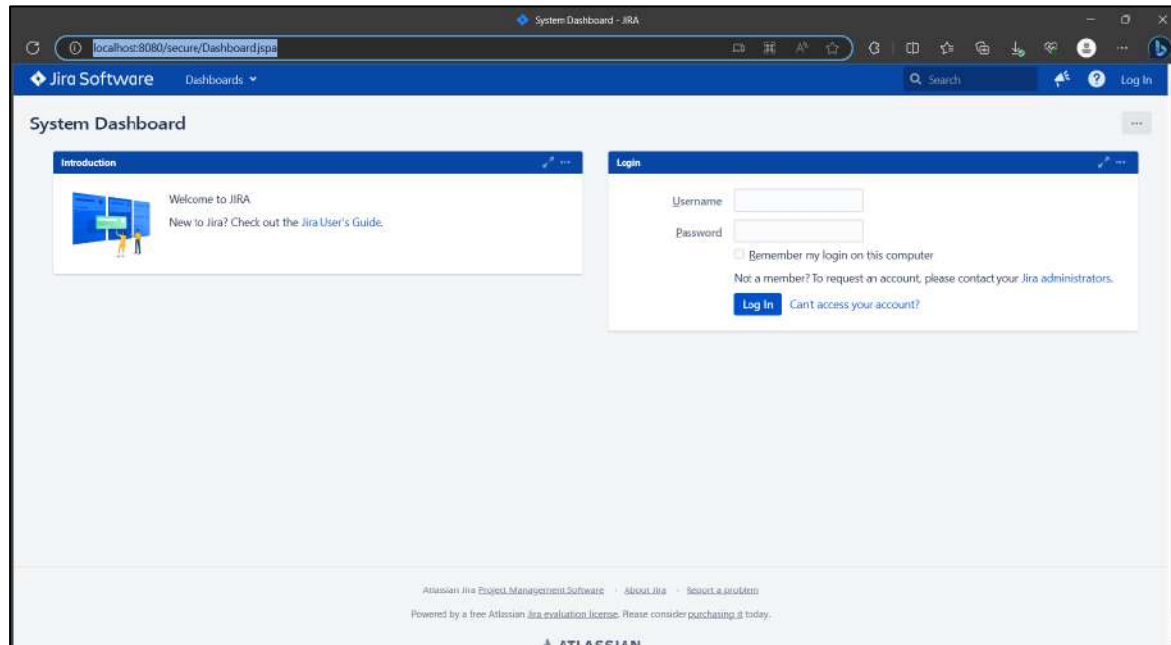 System Dashboard - JIRA
localhost:8080/secure/Dashboard.jspa
Jira Software Dashboards Search Log In
System Dashboard
Introduction
Welcome to JIRA
New to Jira? Check out the Jira User's Guide.
Login
Username
Password
Remember my login on this computer
Not a member? To request an account, please contact your Jira administrators.
Log In Can't access your account?
Atlassian Jira Project Management Software · About Jira · Report a problem
Powered by a free Atlassian Jira evaluation license. Please consider purchasing it today.
ATLASSIAN